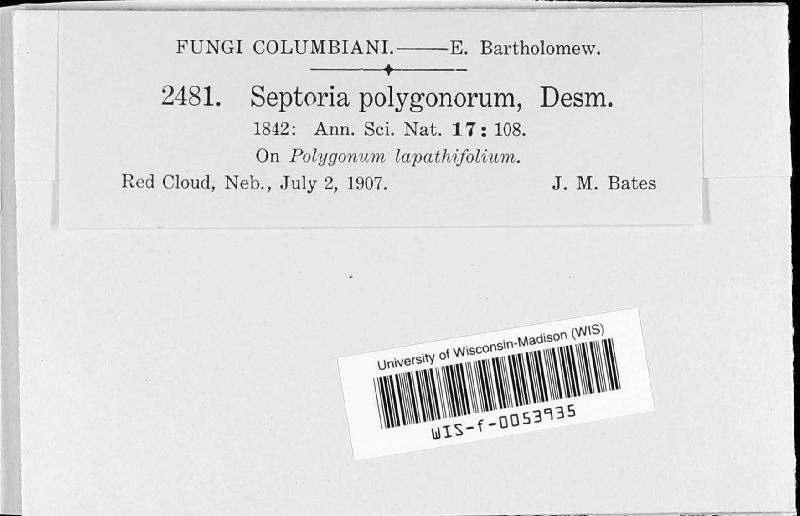 FUNGI COLUMBIANI.——E. Bartholomew.
2481. Septoria polygonorum, Desm.
1842: Ann. Sci. Nat. 17: 108.
On Polygonum lapathifolium.
Red Cloud, Neb., July 2, 1907. J. M. Bates
University of Wisconsin-Madison (WIS)
WIS-f-0053935